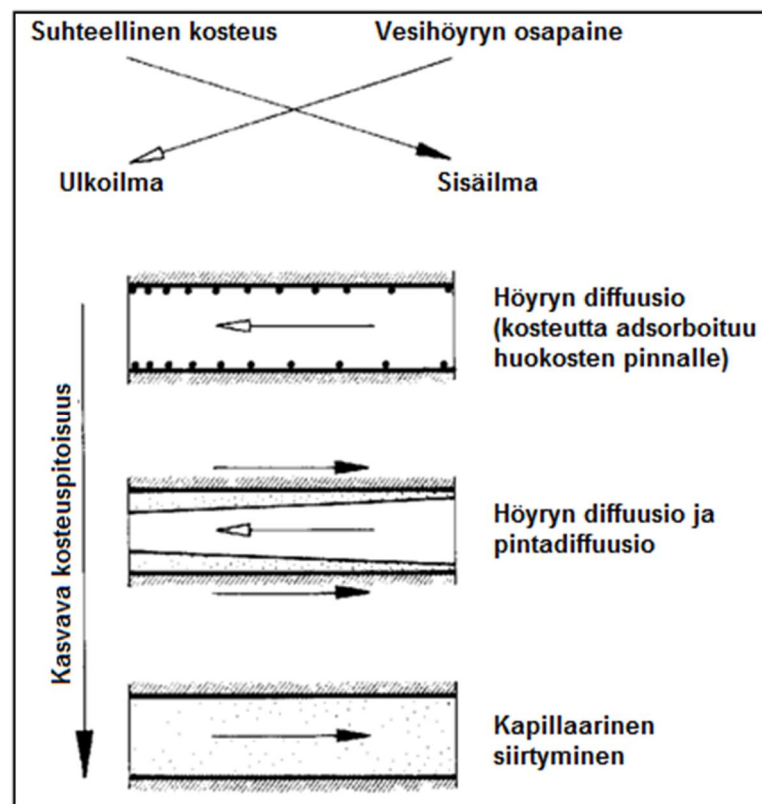 Suhteellinen kosteus
Vesihöyryn osapaine
Ulkoilma
Sisäilma
Kasvava kosteuspitoisuus
Höyryn diffuusio
(kosteutta adsorboituu
huokosten pinnalle)
Höyryn diffuusio ja
pintadiffuusio
Kapillaarinen
siirtyminen